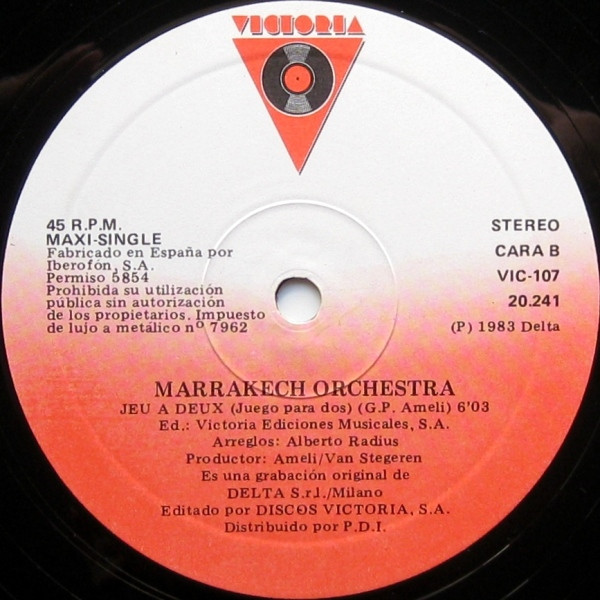 VICTORIA
45 R.P.M.
MAXI-SINGLE
Fabricado en España por
Iberofón, S.A.
Permiso 5854
Prohibida su utilización
pública sin autorización
de los propietarios. Impuesto
de lujo a metálico nº 7962
STEREO
CARA B
VIC-107
20.241
(P) 1983 Delta
MARRAKECH ORCHESTRA
JEU A DEUX (Juego para dos) (G.P. Ameli) 6'03
Ed.: Victoria Ediciones Musicales, S.A.
Arreglos: Alberto Radius
Productor: Ameli/Van Stegeren
Es una grabación original de
DELTA S.r.l./Milano
Editado por DISCOS VICTORIA, S.A.
Distribuido por P.D.I.